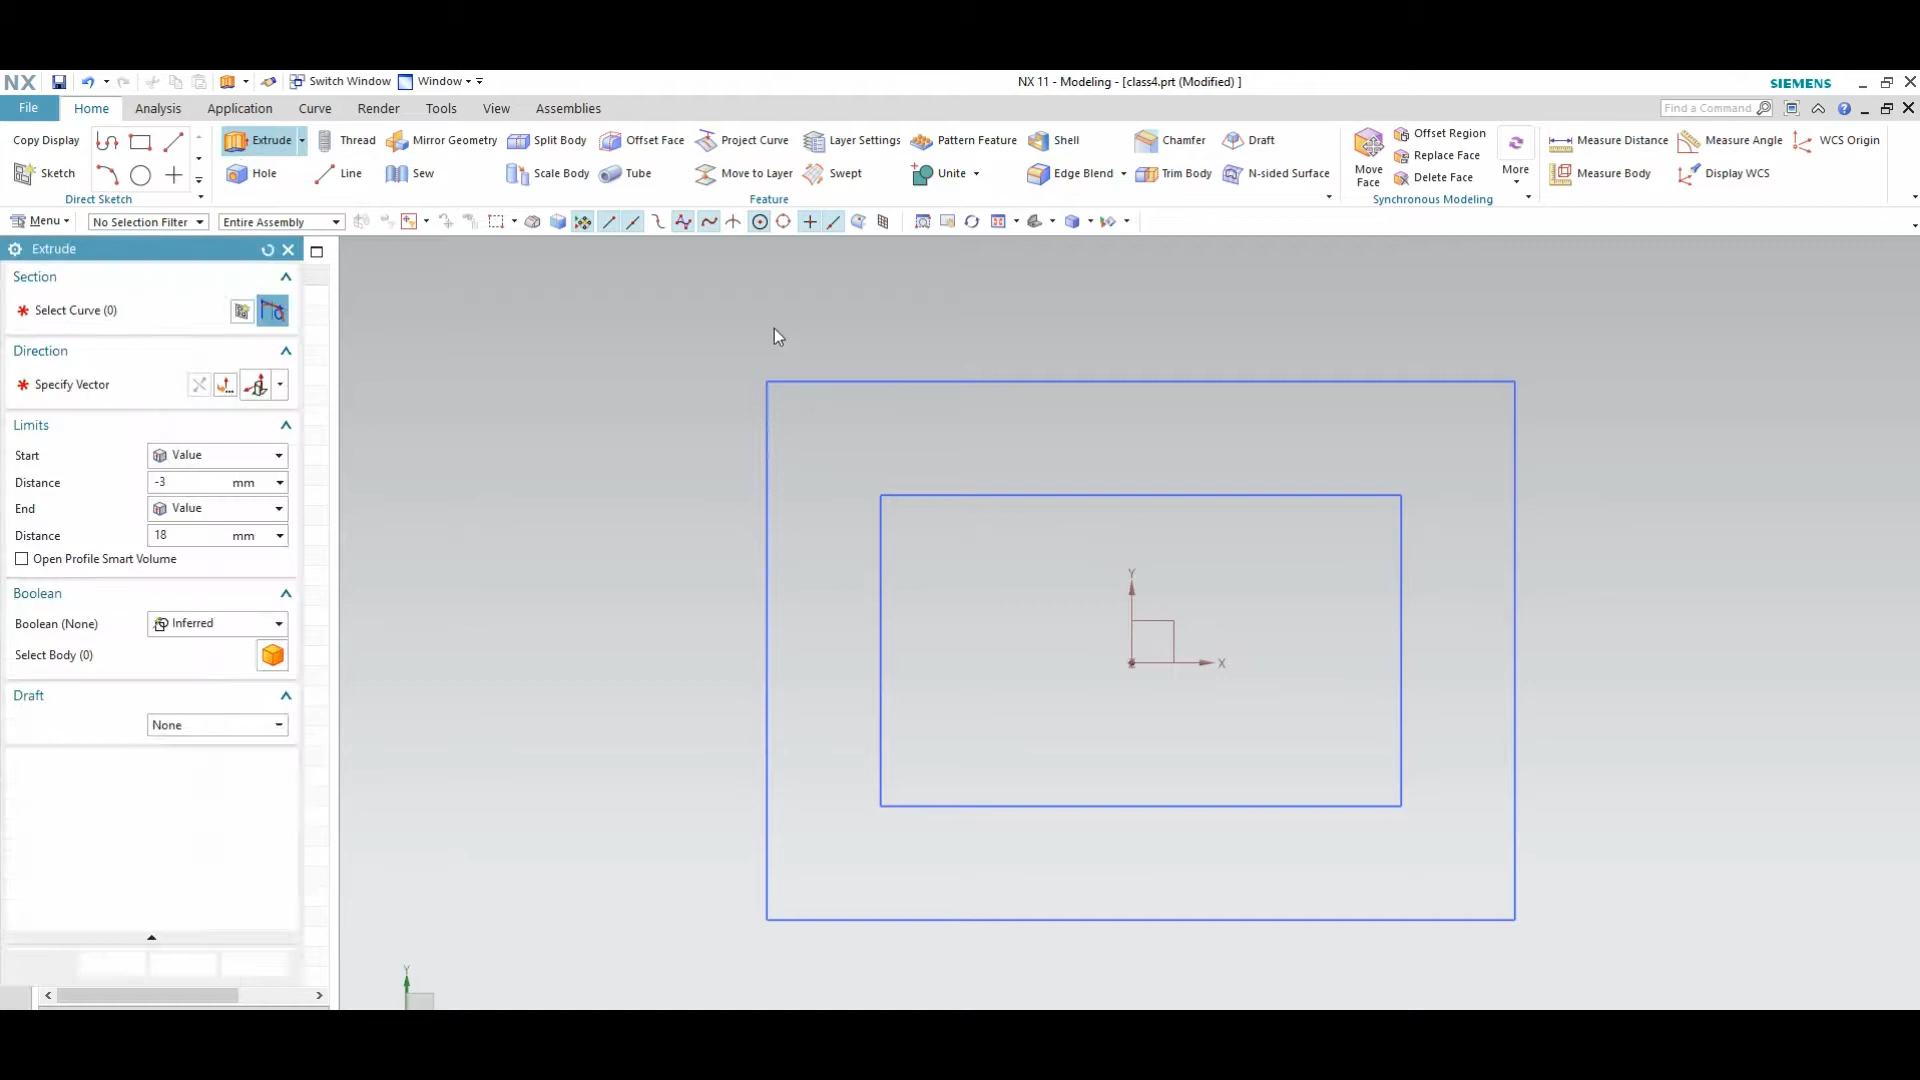 NX Switch Window Window NX 11 - Modeling - [class4.prt (Modified) ] SIEMENS
File Home Analysis Application Curve Render Tools View Assemblies Find a Command
Copy Display Extrude Thread Mirror Geometry Split Body Offset Face Project Curve Layer Settings Pattern Feature Shell Chamfer Draft Offset Region Measure Distance Measure Angle WCS Origin
Replace Face
Sketch Hole Line Sew Scale Body Tube Move to Layer Swept Unite Edge Blend Trim Body N-sided Surface Move Face Delete Face More Measure Body Display WCS
Direct Sketch Feature Synchronous Modeling
Menu No Selection Filter Entire Assembly
Extrude
Section
* Select Curve (0)
Direction
* Specify Vector
Limits
Start Value
Distance -3 mm
End Value
Distance 18 mm
Open Profile Smart Volume
Boolean
Boolean (None) Inferred
Select Body (0)
Draft
None
Y
X
Y